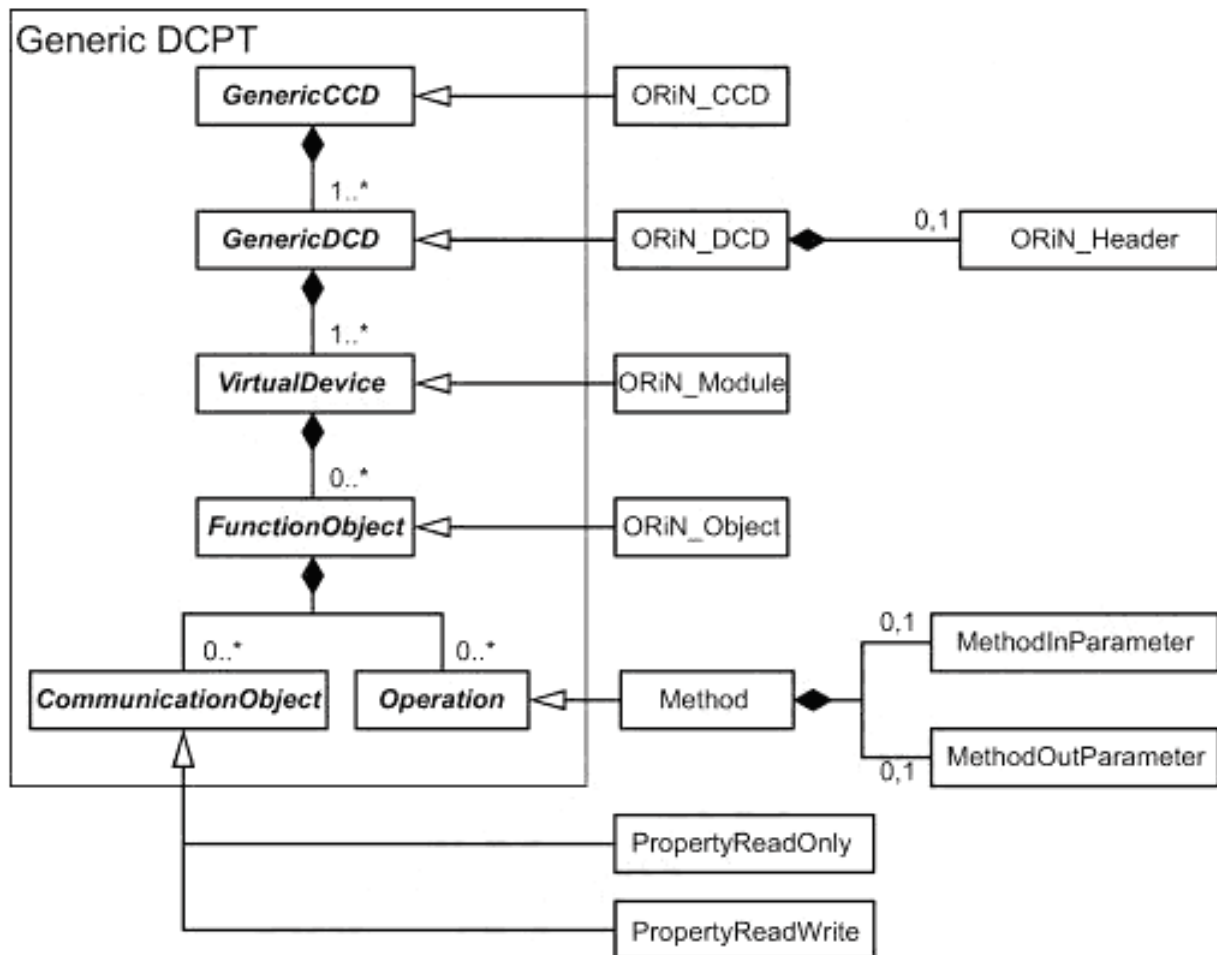 Generic DCPT
GenericCCD
ORiN_CCD
1..*
0,1
GenericDCD
ORiN_DCD
ORiN_Header
1..*
VirtualDevice
ORiN_Module
0..*
FunctionObject
ORiN_Object
0..*
0..*
0,1
MethodInParameter
CommunicationObject
Operation
Method
0,1
MethodOutParameter
PropertyReadOnly
PropertyReadWrite